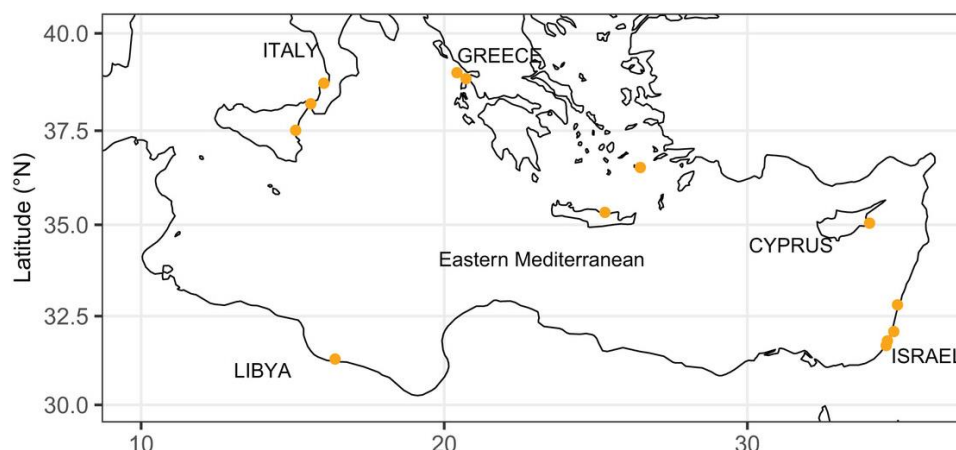 40.0
ITALY
GREECE
37.5
Latitude (°N)
35.0
CYPRUS
Eastern Mediterranean
32.5
ISRAEL
LIBYA
30.0
10 20 30